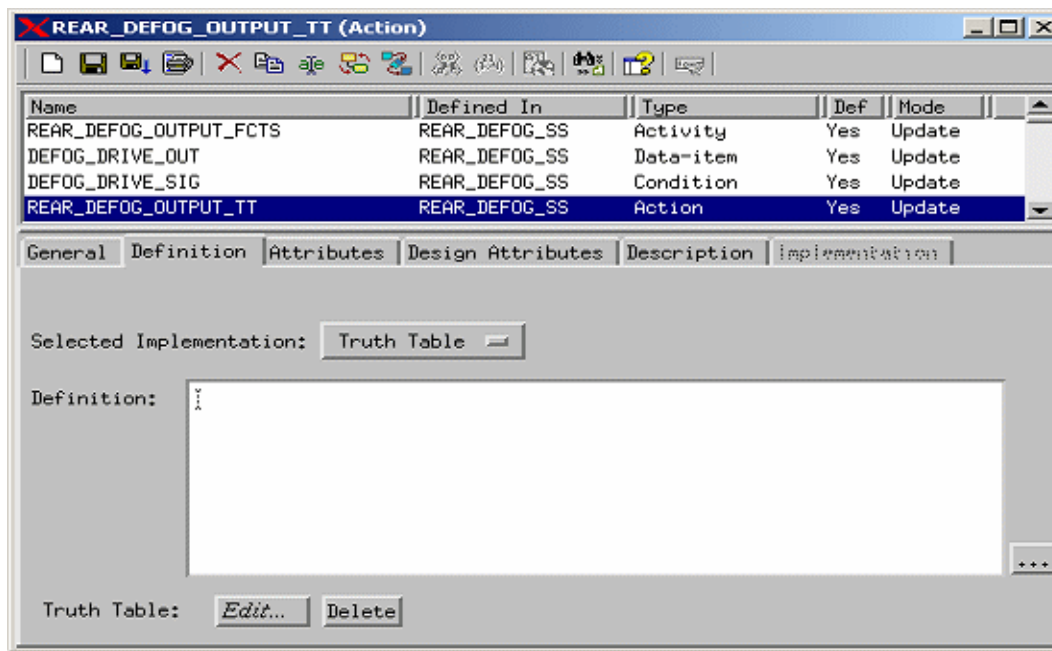 REAR_DEFOG_OUTPUT_TT (Action)
Name Defined In Type Def Mode
REAR_DEFOG_OUTPUT_FCTS REAR_DEFOG_SS Activity Yes Update
DEFOG_DRIVE_OUT REAR_DEFOG_SS Data-item Yes Update
DEFOG_DRIVE_SIG REAR_DEFOG_SS Condition Yes Update
REAR_DEFOG_OUTPUT_TT REAR_DEFOG_SS Action Yes Update
General Definition Attributes Design Attributes Description Implementation
Selected Implementation: Truth Table
Definition:
...
Truth Table: Edit... Delete